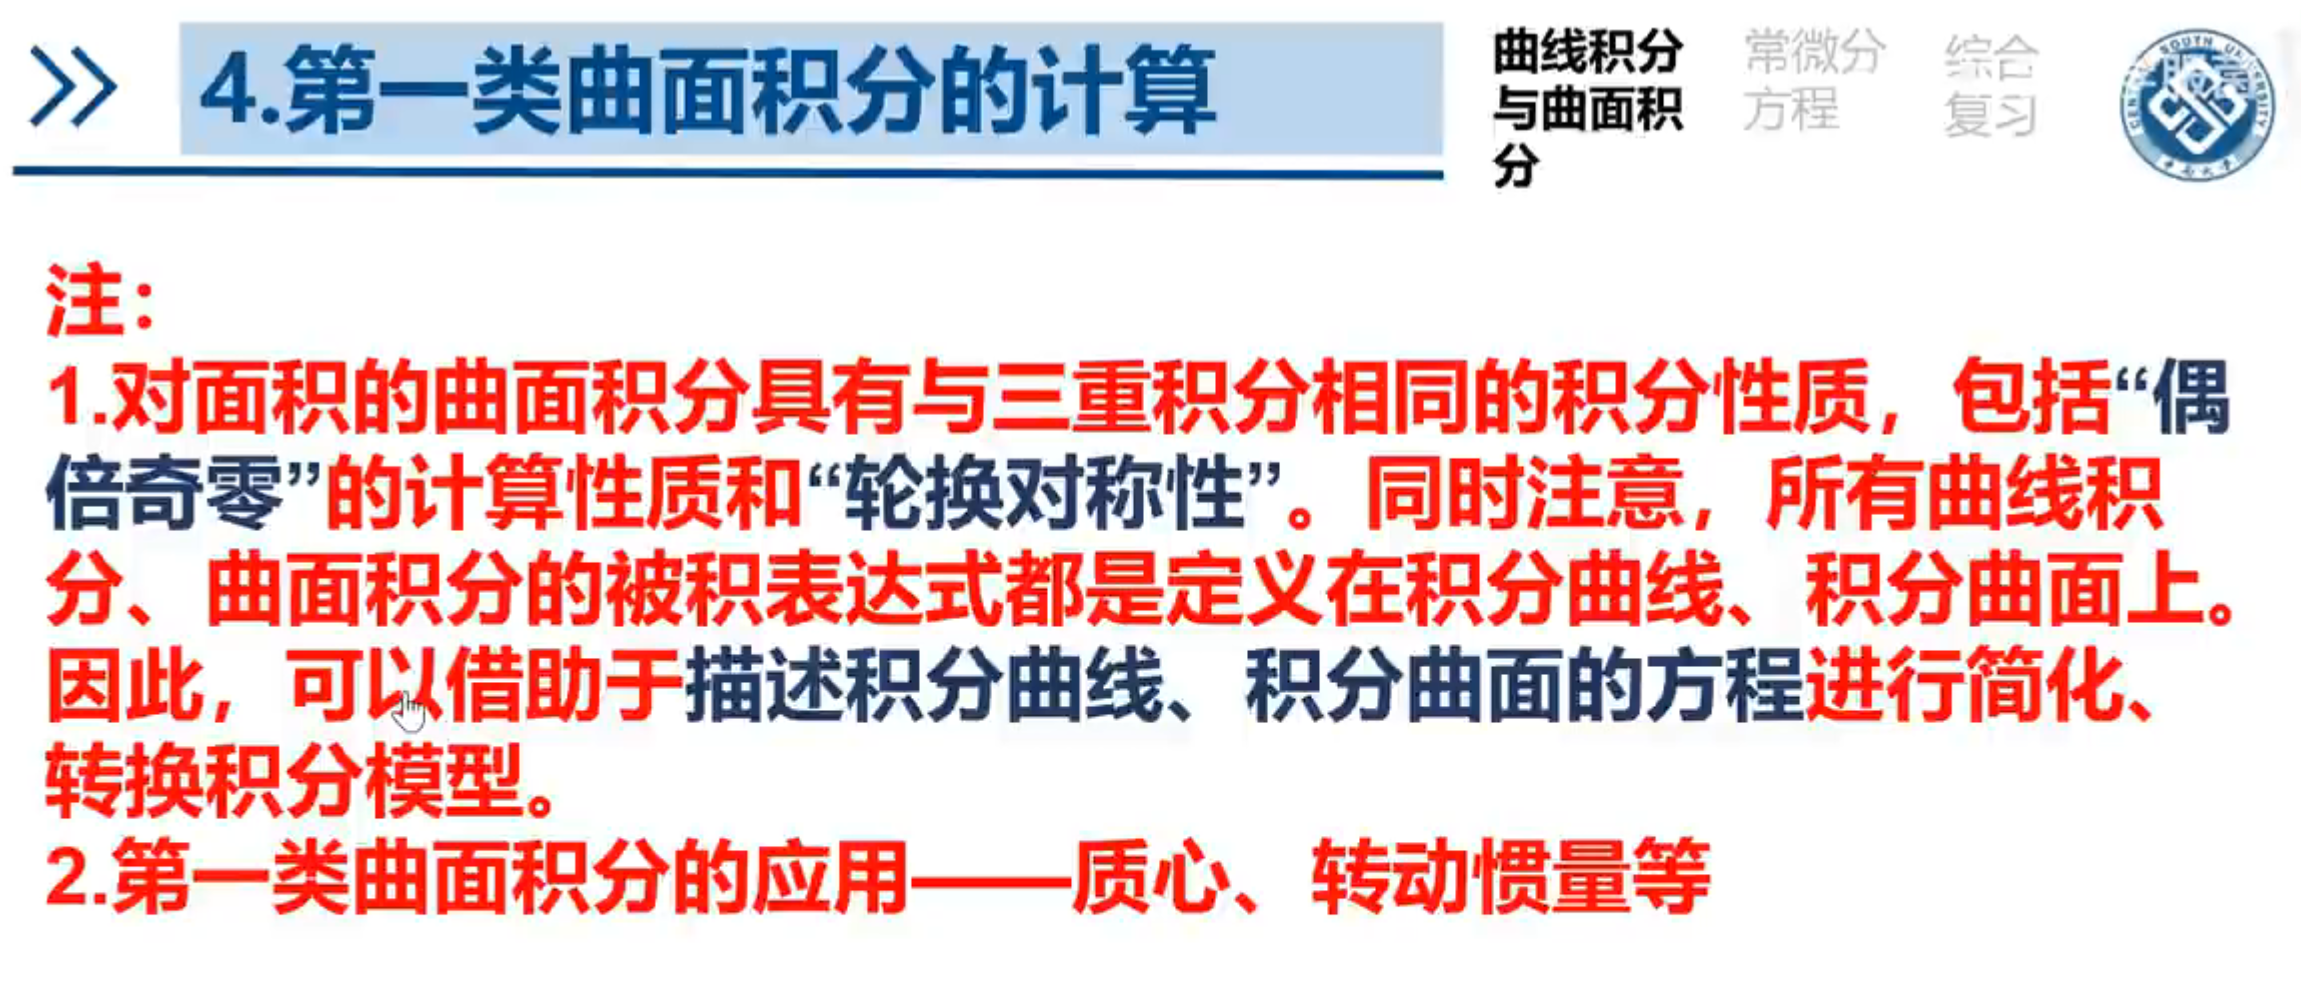 4.第一类曲面积分的计算
曲线积分
与曲面积
分
常微分
方程
综合
复习
注：
1.对面积的曲面积分具有与三重积分相同的积分性质，包括“偶
倍奇零”的计算性质和“轮换对称性”。同时注意，所有曲线积
分、曲面积分的被积表达式都是定义在积分曲线、积分曲面上。
因此，可以借助于描述积分曲线、积分曲面的方程进行简化、
转换积分模型。
2.第一类曲面积分的应用——质心、转动惯量等